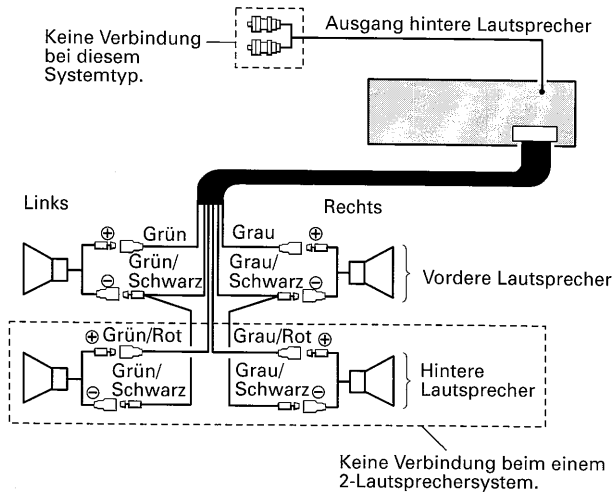 Ausgang hintere Lautsprecher
Keine Verbindung
bei diesem
Systemtyp.
Links
Rechts
⊕ Grün
Grau ⊕
⊖ Grün/
Schwarz
Grau/
Schwarz ⊖
Vordere Lautsprecher
⊕ Grün/Rot
Grau/Rot ⊕
⊖ Grün/
Schwarz
Grau/
Schwarz ⊖
Hintere
Lautsprecher
Keine Verbindung beim einem
2-Lautsprechersystem.